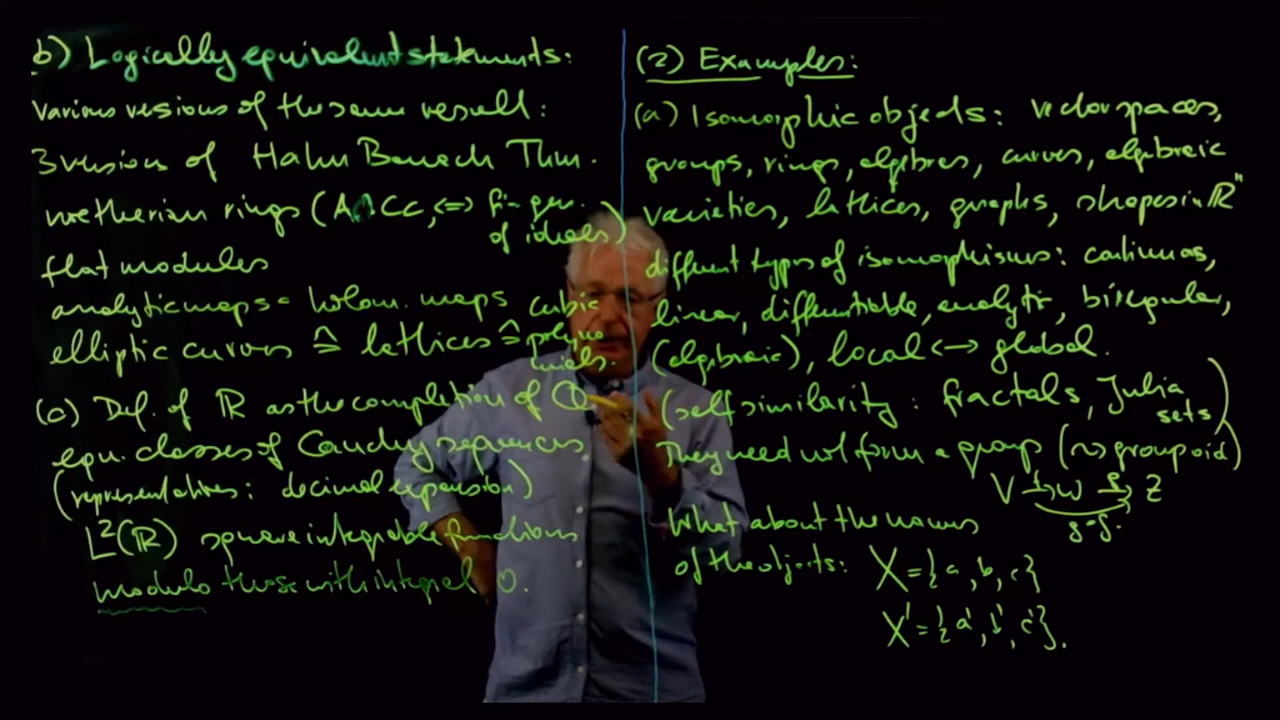 b) Logically equivalent statements:
various versions of the same result:
3 version of Hahn Banach Thm.
noetherian rings (ACC, <=> fin. gen.
of ideals)
flat modules
analytic maps = holom. maps
elliptic curves ≙ lattices ≙ cubic
polyno
mials.
(c) Def. of ℝ as the completion of ℚ
equ. classes of Cauchy sequences,
(representatives: decimal expansion)
L²(ℝ) square integrable functions
modulo those with integral 0.
(2) Examples:
(a) Isomorphic objects: vector spaces,
groups, rings, algebras, curves, algebraic
varieties, lattices, graphs, shapes in ℝⁿ
different types of isomorphisms: continuous,
linear, differentiable, analytic, biregular,
(algebraic), local <-> global.
(self similarity: fractals, Julia
sets)
They need not form a group (~> groupoid)
V →f W →g Z
g∘f.
What about the names
of the objects: X = {a, b, c}
X' = {a', b', c'}.